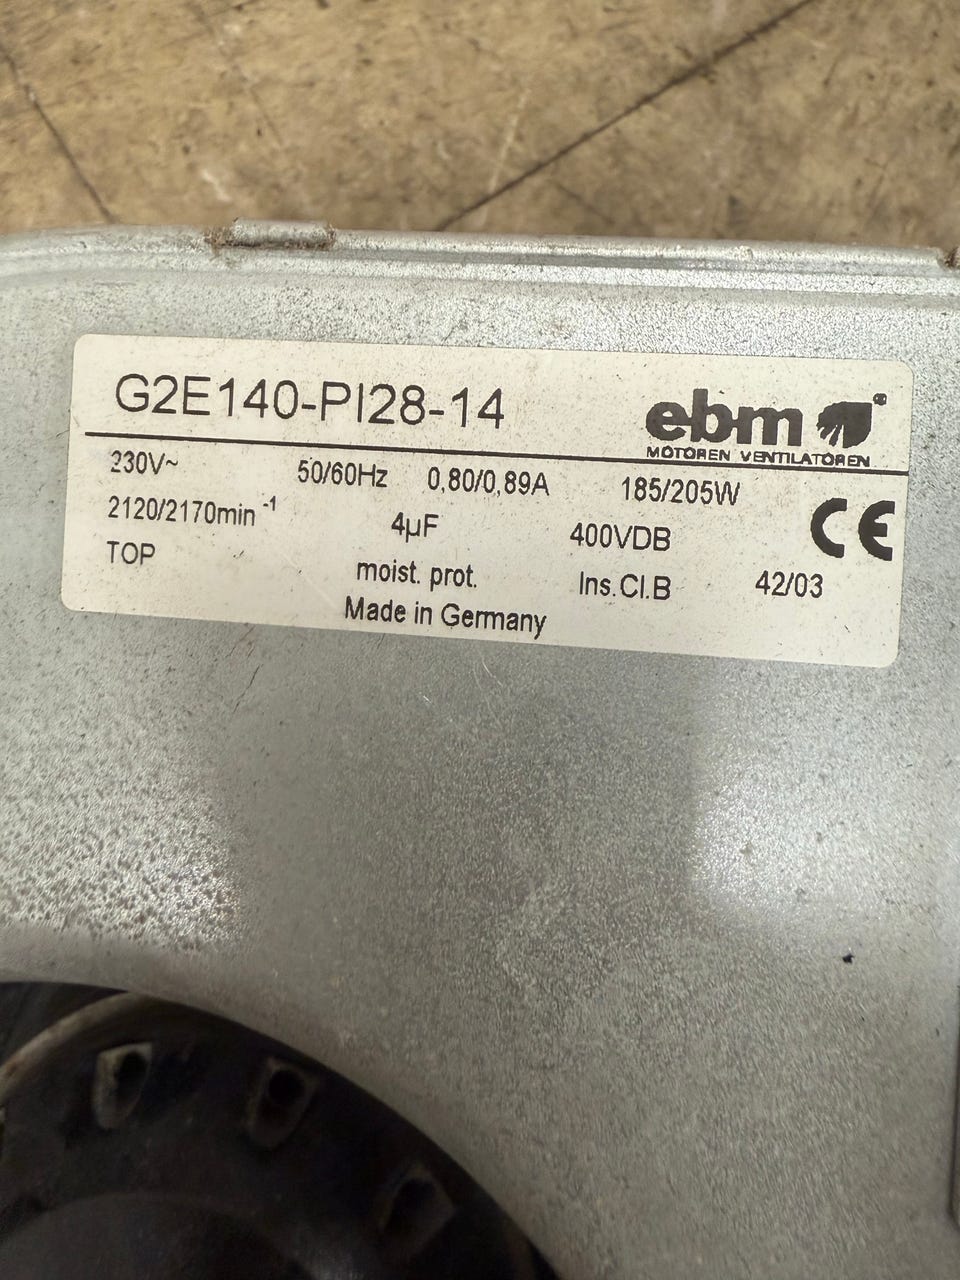 G2E140-PI28-14
ebm
MOTOREN VENTILATOREN
230V~ 50/60Hz 0,80/0,89A 185/205W
2120/2170min⁻¹ 4µF 400VDB CE
TOP moist. prot. Ins.Cl.B 42/03
Made in Germany